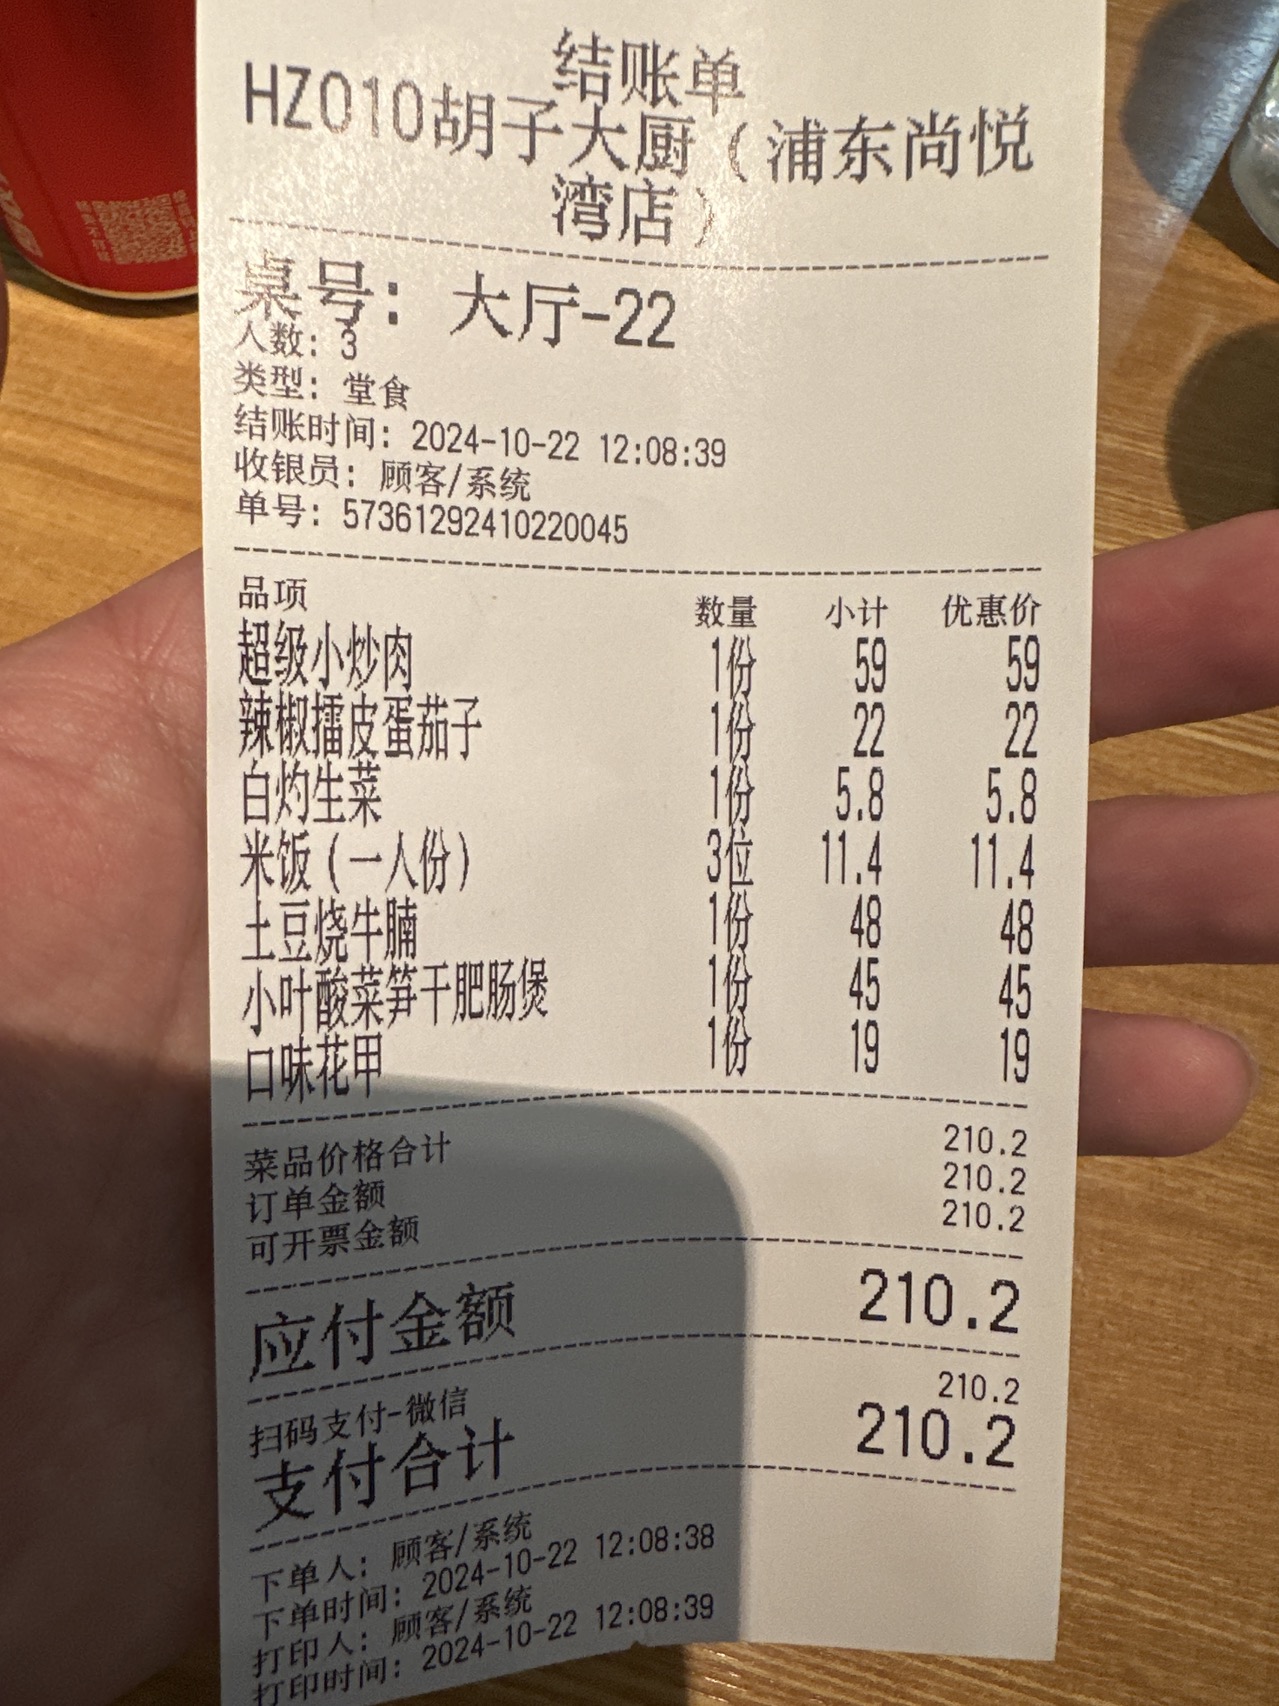 结账单
HZ010胡子大厨（浦东尚悦
湾店）
桌号：大厅-22
人数：3
类型：堂食
结账时间：2024-10-22 12:08:39
收银员：顾客/系统
单号：57361292410220045
品项 数量 小计 优惠价
超级小炒肉 1份 59 59
辣椒擂皮蛋茄子 1份 22 22
白灼生菜 1份 5.8 5.8
米饭（一人份） 3位 11.4 11.4
土豆烧牛腩 1份 48 48
小叶酸菜笋干肥肠煲 1份 45 45
口味花甲 1份 19 19
菜品价格合计 210.2
订单金额 210.2
可开票金额 210.2
应付金额 210.2
扫码支付-微信 210.2
支付合计 210.2
下单人：顾客/系统
下单时间：2024-10-22 12:08:38
打印人：顾客/系统
打印时间：2024-10-22 12:08:39